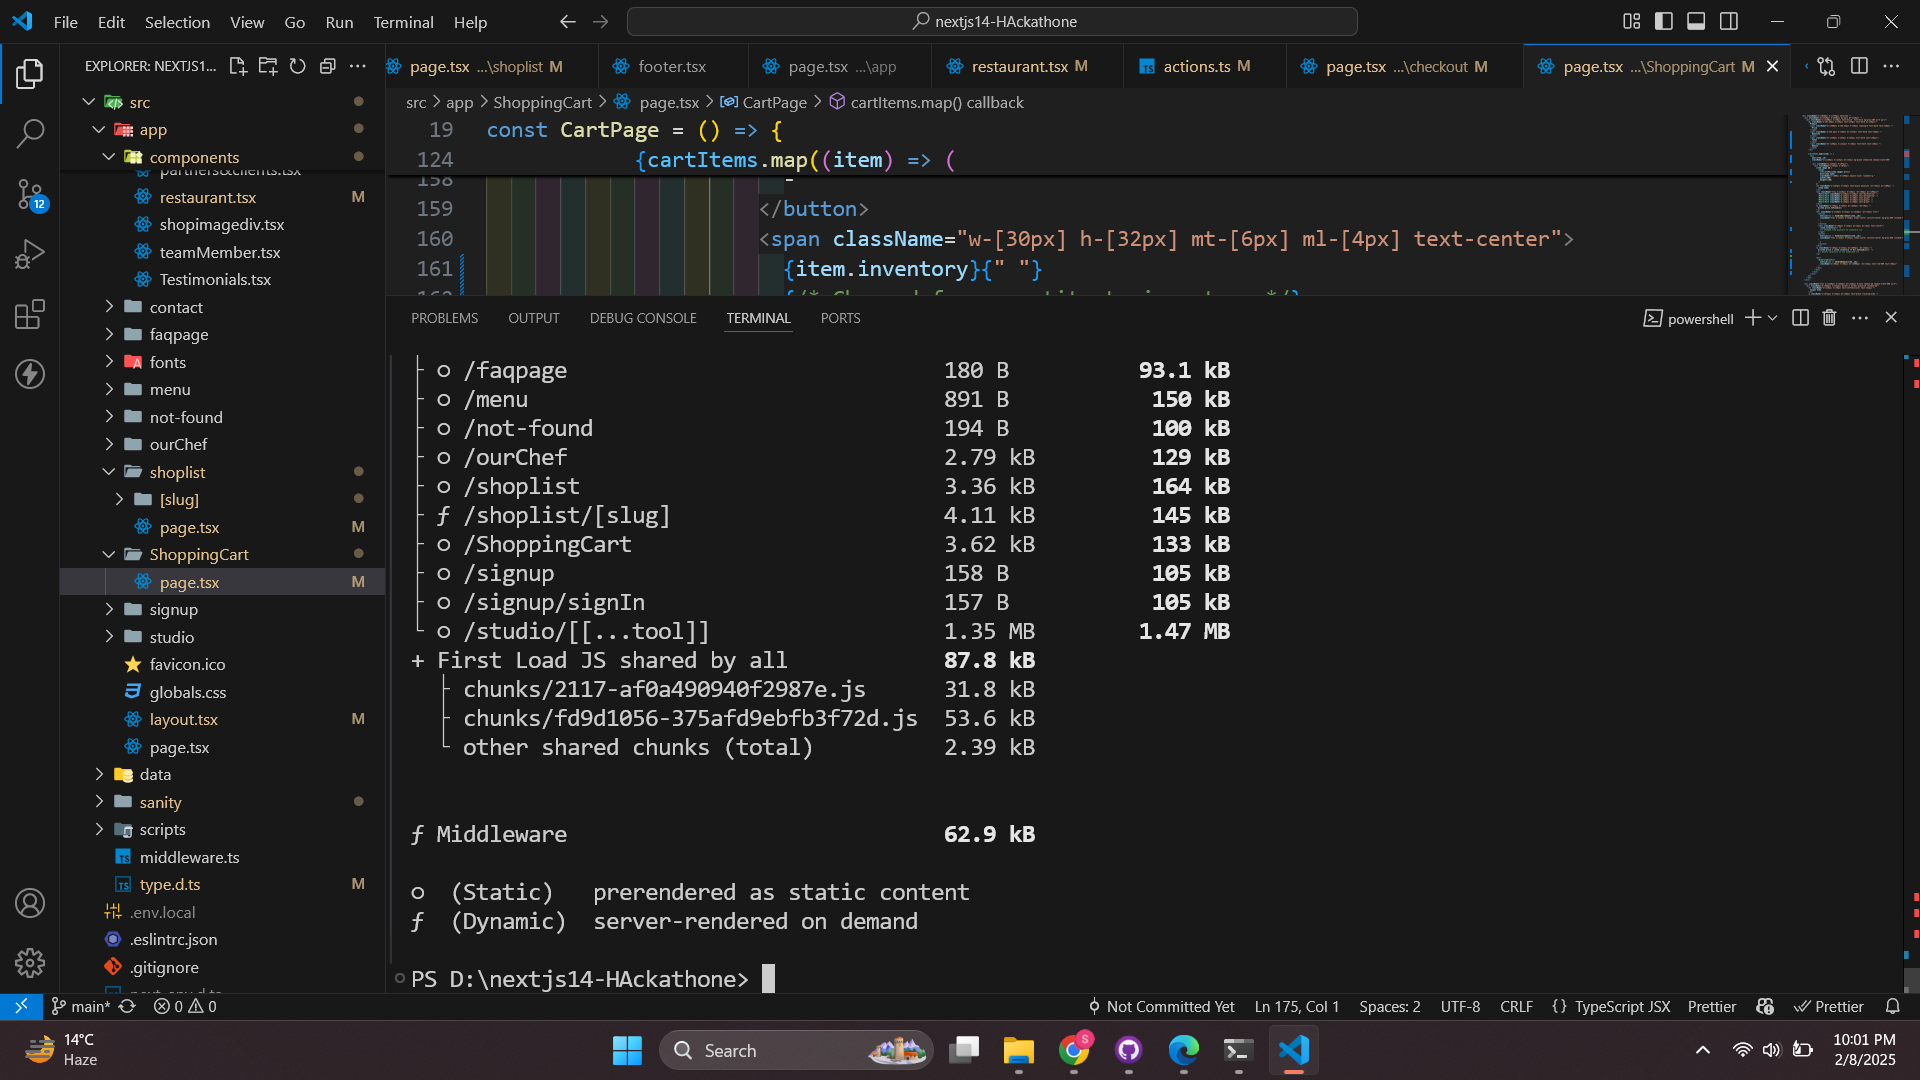 File Edit Selection View Go Run Terminal Help
nextjs14-HAckathone
EXPLORER: NEXTJS1...
page.tsx ...\shoplist M
footer.tsx
page.tsx ...\app
restaurant.tsx M
actions.ts M
page.tsx ...\checkout M
page.tsx ...\ShoppingCart M
src > app > ShoppingCart > page.tsx > CartPage > cartItems.map() callback
src
app
components
partners&clients.tsx
restaurant.tsx M
shopimagediv.tsx
teamMember.tsx
Testimonials.tsx
contact
faqpage
fonts
menu
not-found
ourChef
shoplist
[slug]
page.tsx M
ShoppingCart
page.tsx M
signup
studio
favicon.ico
globals.css
layout.tsx M
page.tsx
data
sanity
scripts
middleware.ts
type.d.ts M
.env.local
.eslintrc.json
.gitignore
next-env.d.ts
12
19 const CartPage = () => {
124 {cartItems.map((item) => (
158 -
159 </button>
160 <span className="w-[30px] h-[32px] mt-[6px] ml-[4px] text-center">
161 {item.inventory}{" "}
162
PROBLEMS OUTPUT DEBUG CONSOLE TERMINAL PORTS
powershell
├ ○ /faqpage 180 B 93.1 kB
├ ○ /menu 891 B 150 kB
├ ○ /not-found 194 B 100 kB
├ ○ /ourChef 2.79 kB 129 kB
├ ○ /shoplist 3.36 kB 164 kB
├ ƒ /shoplist/[slug] 4.11 kB 145 kB
├ ○ /ShoppingCart 3.62 kB 133 kB
├ ○ /signup 158 B 105 kB
├ ○ /signup/signIn 157 B 105 kB
└ ○ /studio/[[...tool]] 1.35 MB 1.47 MB
+ First Load JS shared by all 87.8 kB
├ chunks/2117-af0a490940f2987e.js 31.8 kB
├ chunks/fd9d1056-375afd9ebfb3f72d.js 53.6 kB
└ other shared chunks (total) 2.39 kB
ƒ Middleware 62.9 kB
○ (Static) prerendered as static content
ƒ (Dynamic) server-rendered on demand
PS D:\nextjs14-HAckathone>
main* 0 0
Not Committed Yet Ln 175, Col 1 Spaces: 2 UTF-8 CRLF {} TypeScript JSX Prettier Prettier
14°C
Haze
Search
S
10:01 PM
2/8/2025